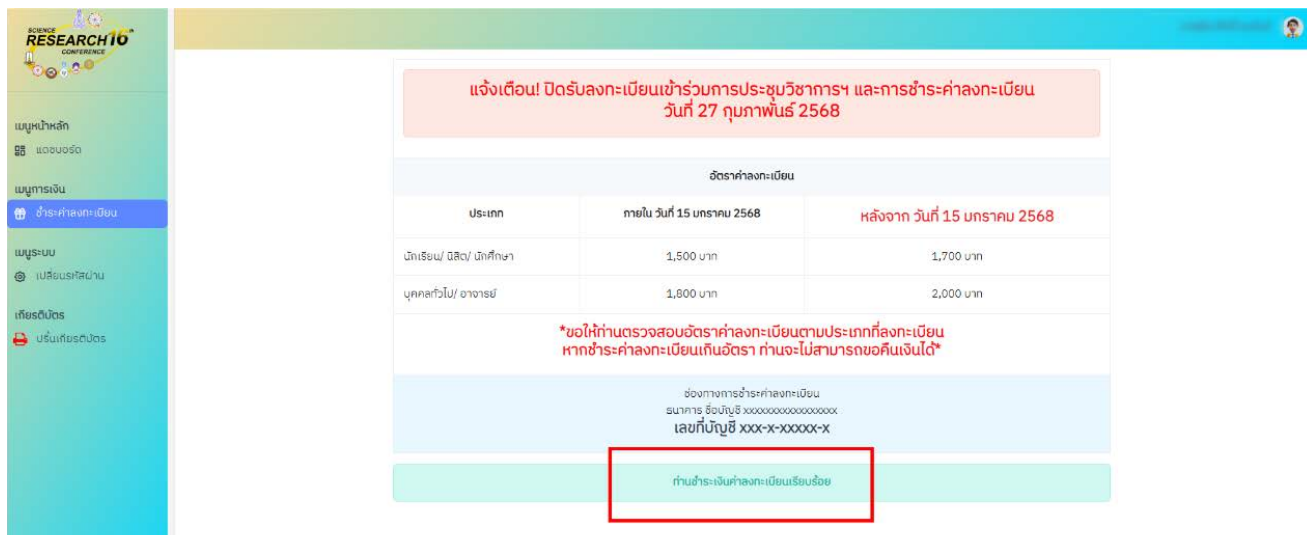 SCIENCE
RESEARCH 16
CONFERENCE
เมนูหน้าหลัก
แดชบอร์ด
เมนูการเงิน
ชำระค่าลงทะเบียน
เมนูระบบ
เปลี่ยนรหัสผ่าน
เกียรติบัตร
ปริ้นเกียรติบัตร
แจ้งเตือน! ปิดรับลงทะเบียนเข้าร่วมการประชุมวิชาการฯ และการชำระค่าลงทะเบียน
วันที่ 27 กุมภาพันธ์ 2568
อัตราค่าลงทะเบียน
ประเภท ภายใน วันที่ 15 มกราคม 2568 หลังจาก วันที่ 15 มกราคม 2568
นักเรียน/ นิสิต/ นักศึกษา 1,500 บาท 1,700 บาท
บุคคลทั่วไป/ อาจารย์ 1,800 บาท 2,000 บาท
*ขอให้ท่านตรวจสอบอัตราค่าลงทะเบียนตามประเภทที่ลงทะเบียน
หากชำระค่าลงทะเบียนเกินอัตรา ท่านจะไม่สามารถขอคืนเงินได้*
ช่องทางการชำระค่าลงทะเบียน
ธนาคาร ชื่อบัญชี xxxxxxxxxxxxxxxxx
เลขที่บัญชี xxx-x-xxxxx-x
ท่านชำระเงินค่าลงทะเบียนเรียบร้อย